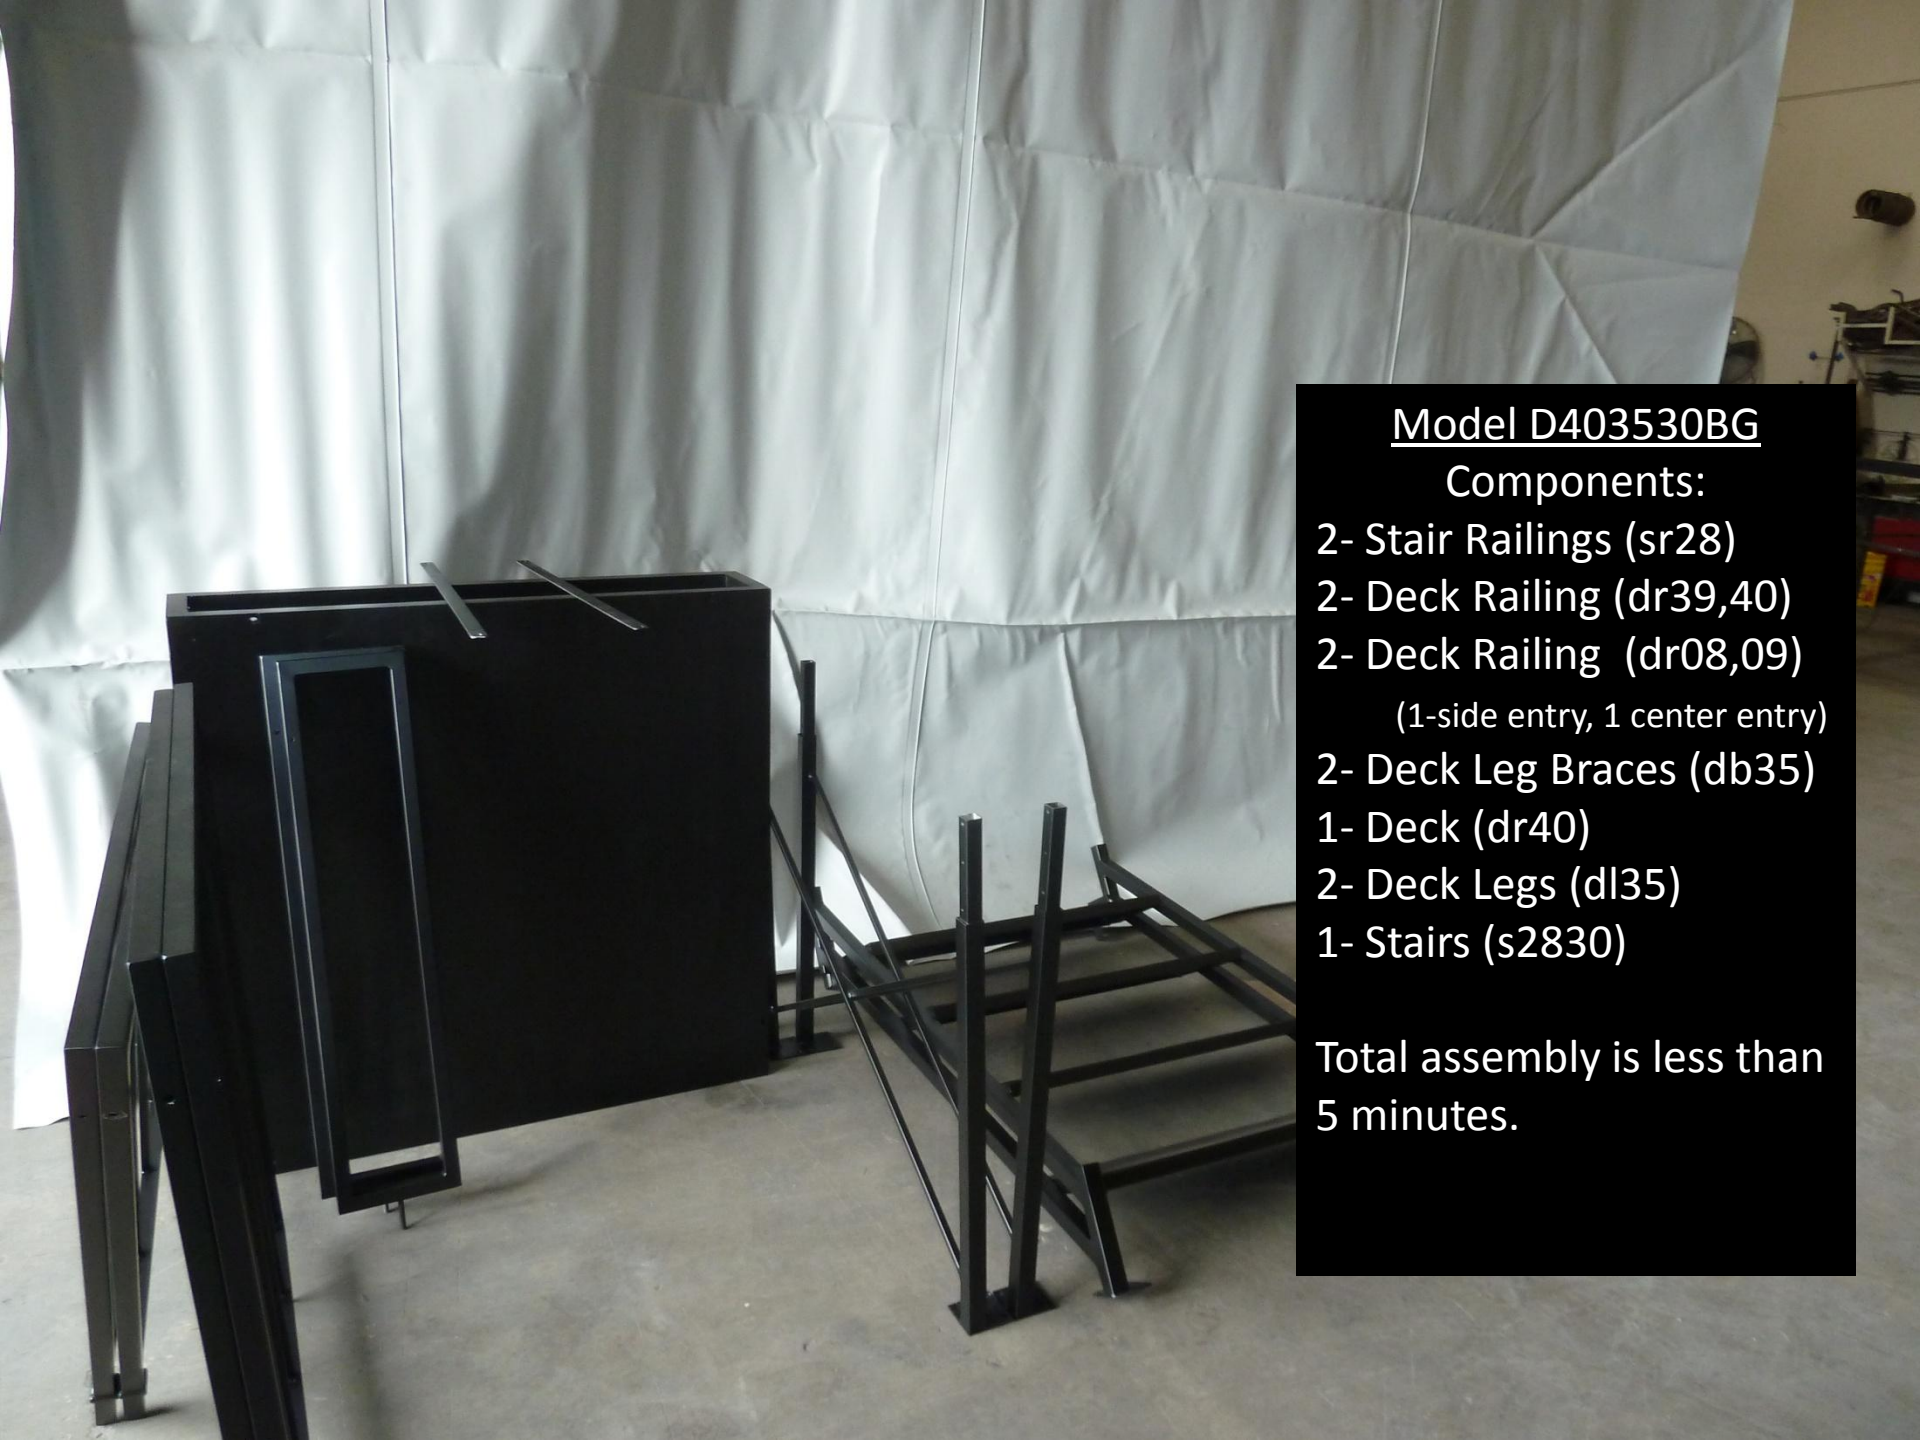 Model D403530BG
Components:
2- Stair Railings (sr28)
2- Deck Railing (dr39,40)
2- Deck Railing  (dr08,09)
(1-side entry, 1 center entry)
2- Deck Leg Braces (db35)
1- Deck (dr40)
2- Deck Legs (dl35)
1- Stairs (s2830)
Total assembly is less than
5 minutes.